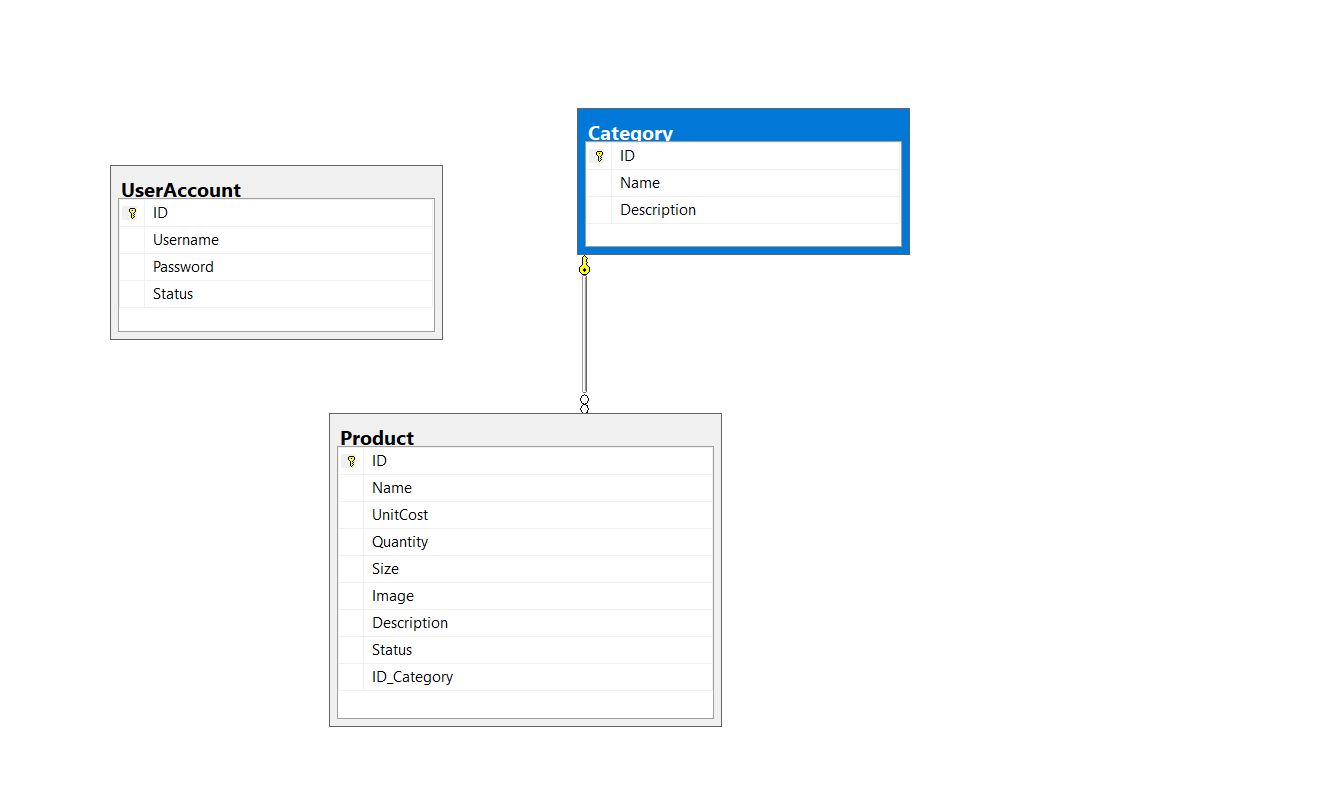 Category
ID
Name
Description
UserAccount
ID
Username
Password
Status
Product
ID
Name
UnitCost
Quantity
Size
Image
Description
Status
ID_Category